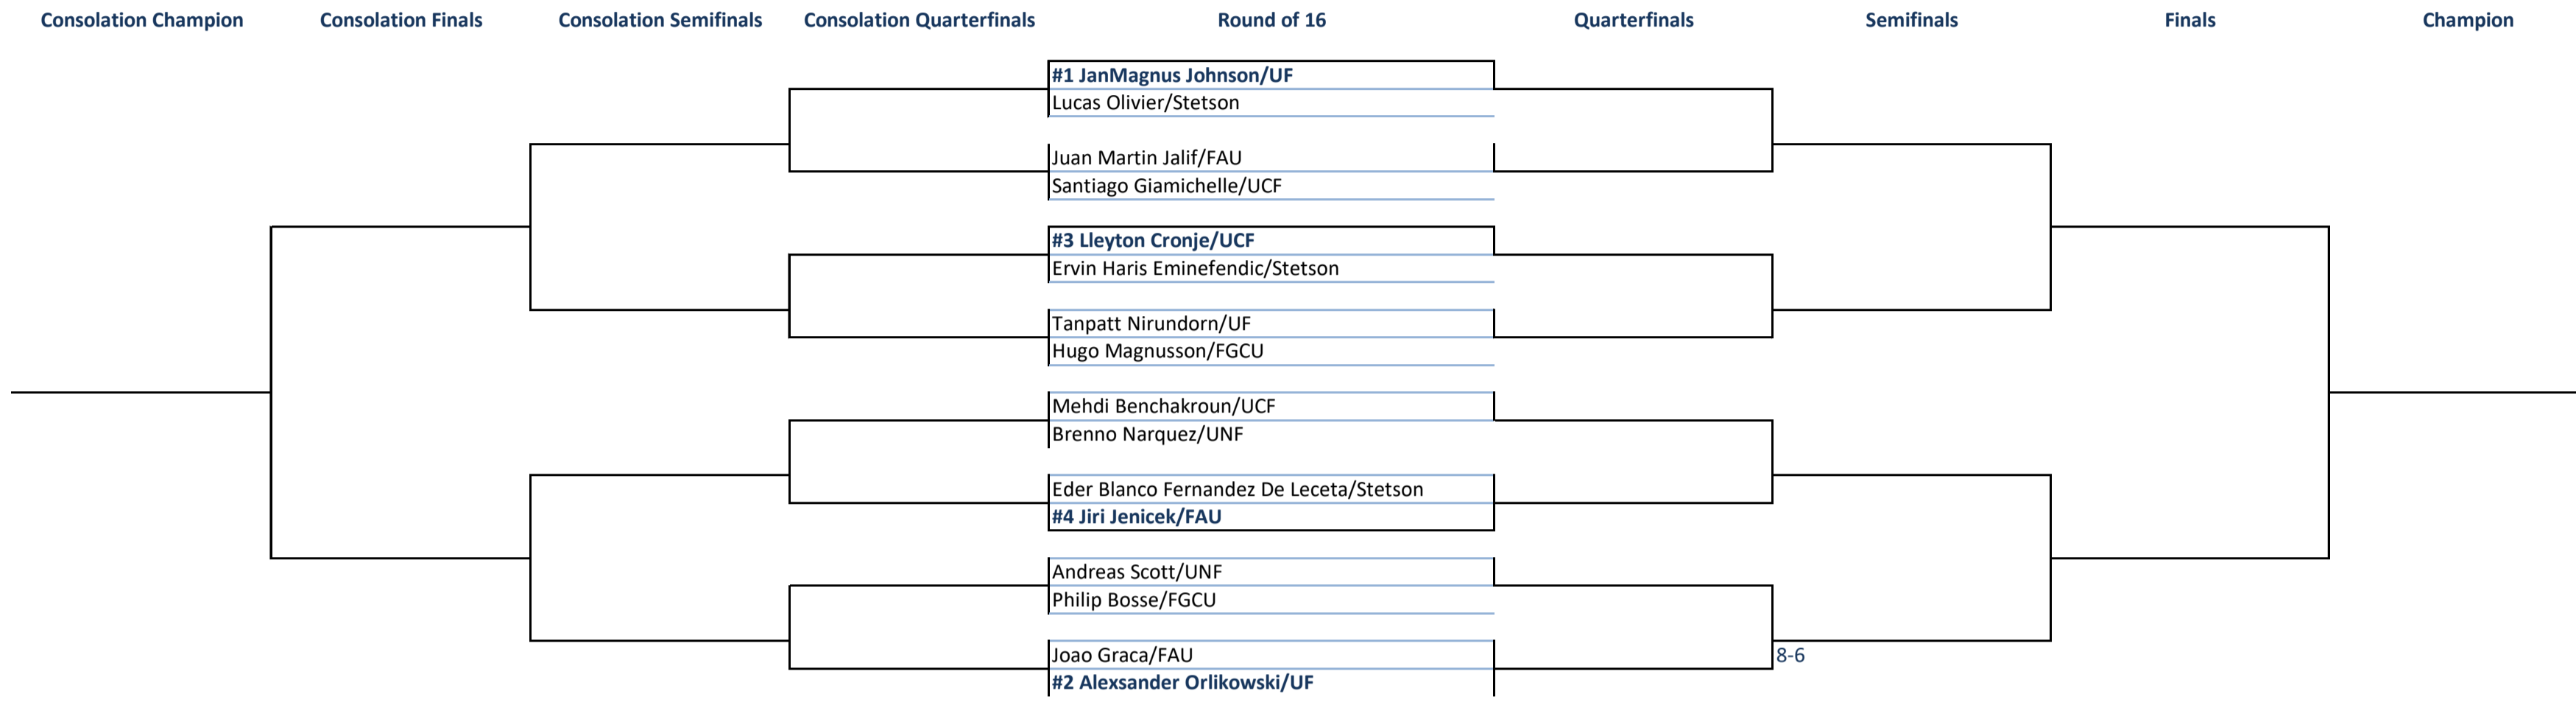 Consolation Champion Consolation Finals Consolation Semifinals Consolation Quarterfinals Round of 16 Quarterfinals Semifinals Finals Champion
#1 JanMagnus Johnson/UF
Lucas Olivier/Stetson
Juan Martin Jalif/FAU
Santiago Giamichelle/UCF
#3 Lleyton Cronje/UCF
Ervin Haris Eminefendic/Stetson
Tanpatt Nirundorn/UF
Hugo Magnusson/FGCU
Mehdi Benchakroun/UCF
Brenno Narquez/UNF
Eder Blanco Fernandez De Leceta/Stetson
#4 Jiri Jenicek/FAU
Andreas Scott/UNF
Philip Bosse/FGCU
Joao Graca/FAU 8-6
#2 Alexsander Orlikowski/UF